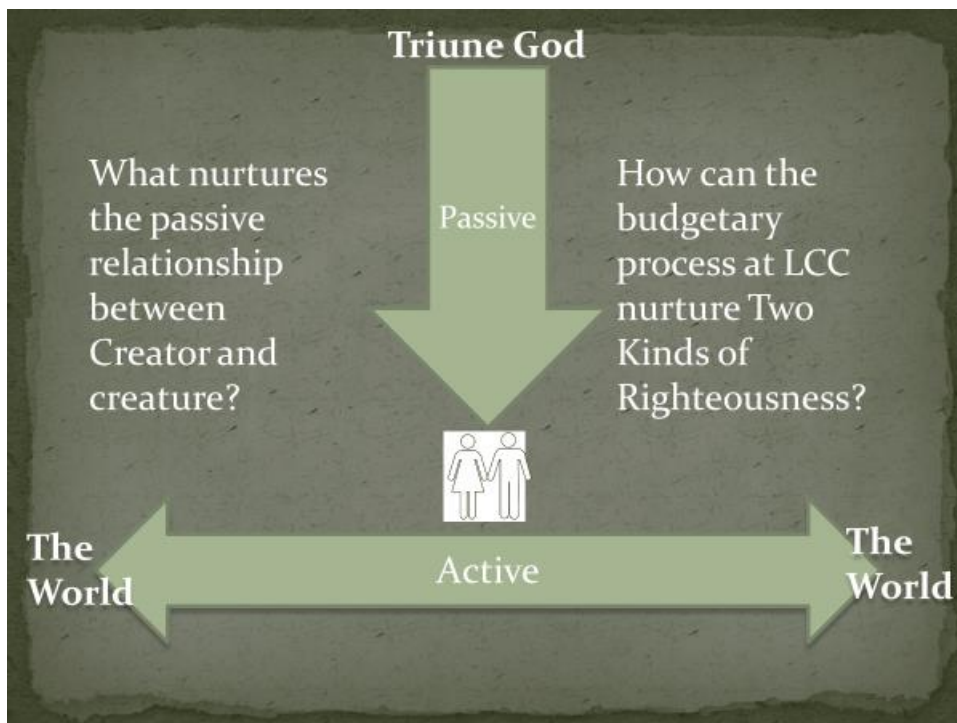 Triune God
What nurtures
the passive
relationship
between
Creator and
creature?
Passive
How can the
budgetary
process at LCC
nurture Two
Kinds of
Righteousness?
The
World
Active
The
World